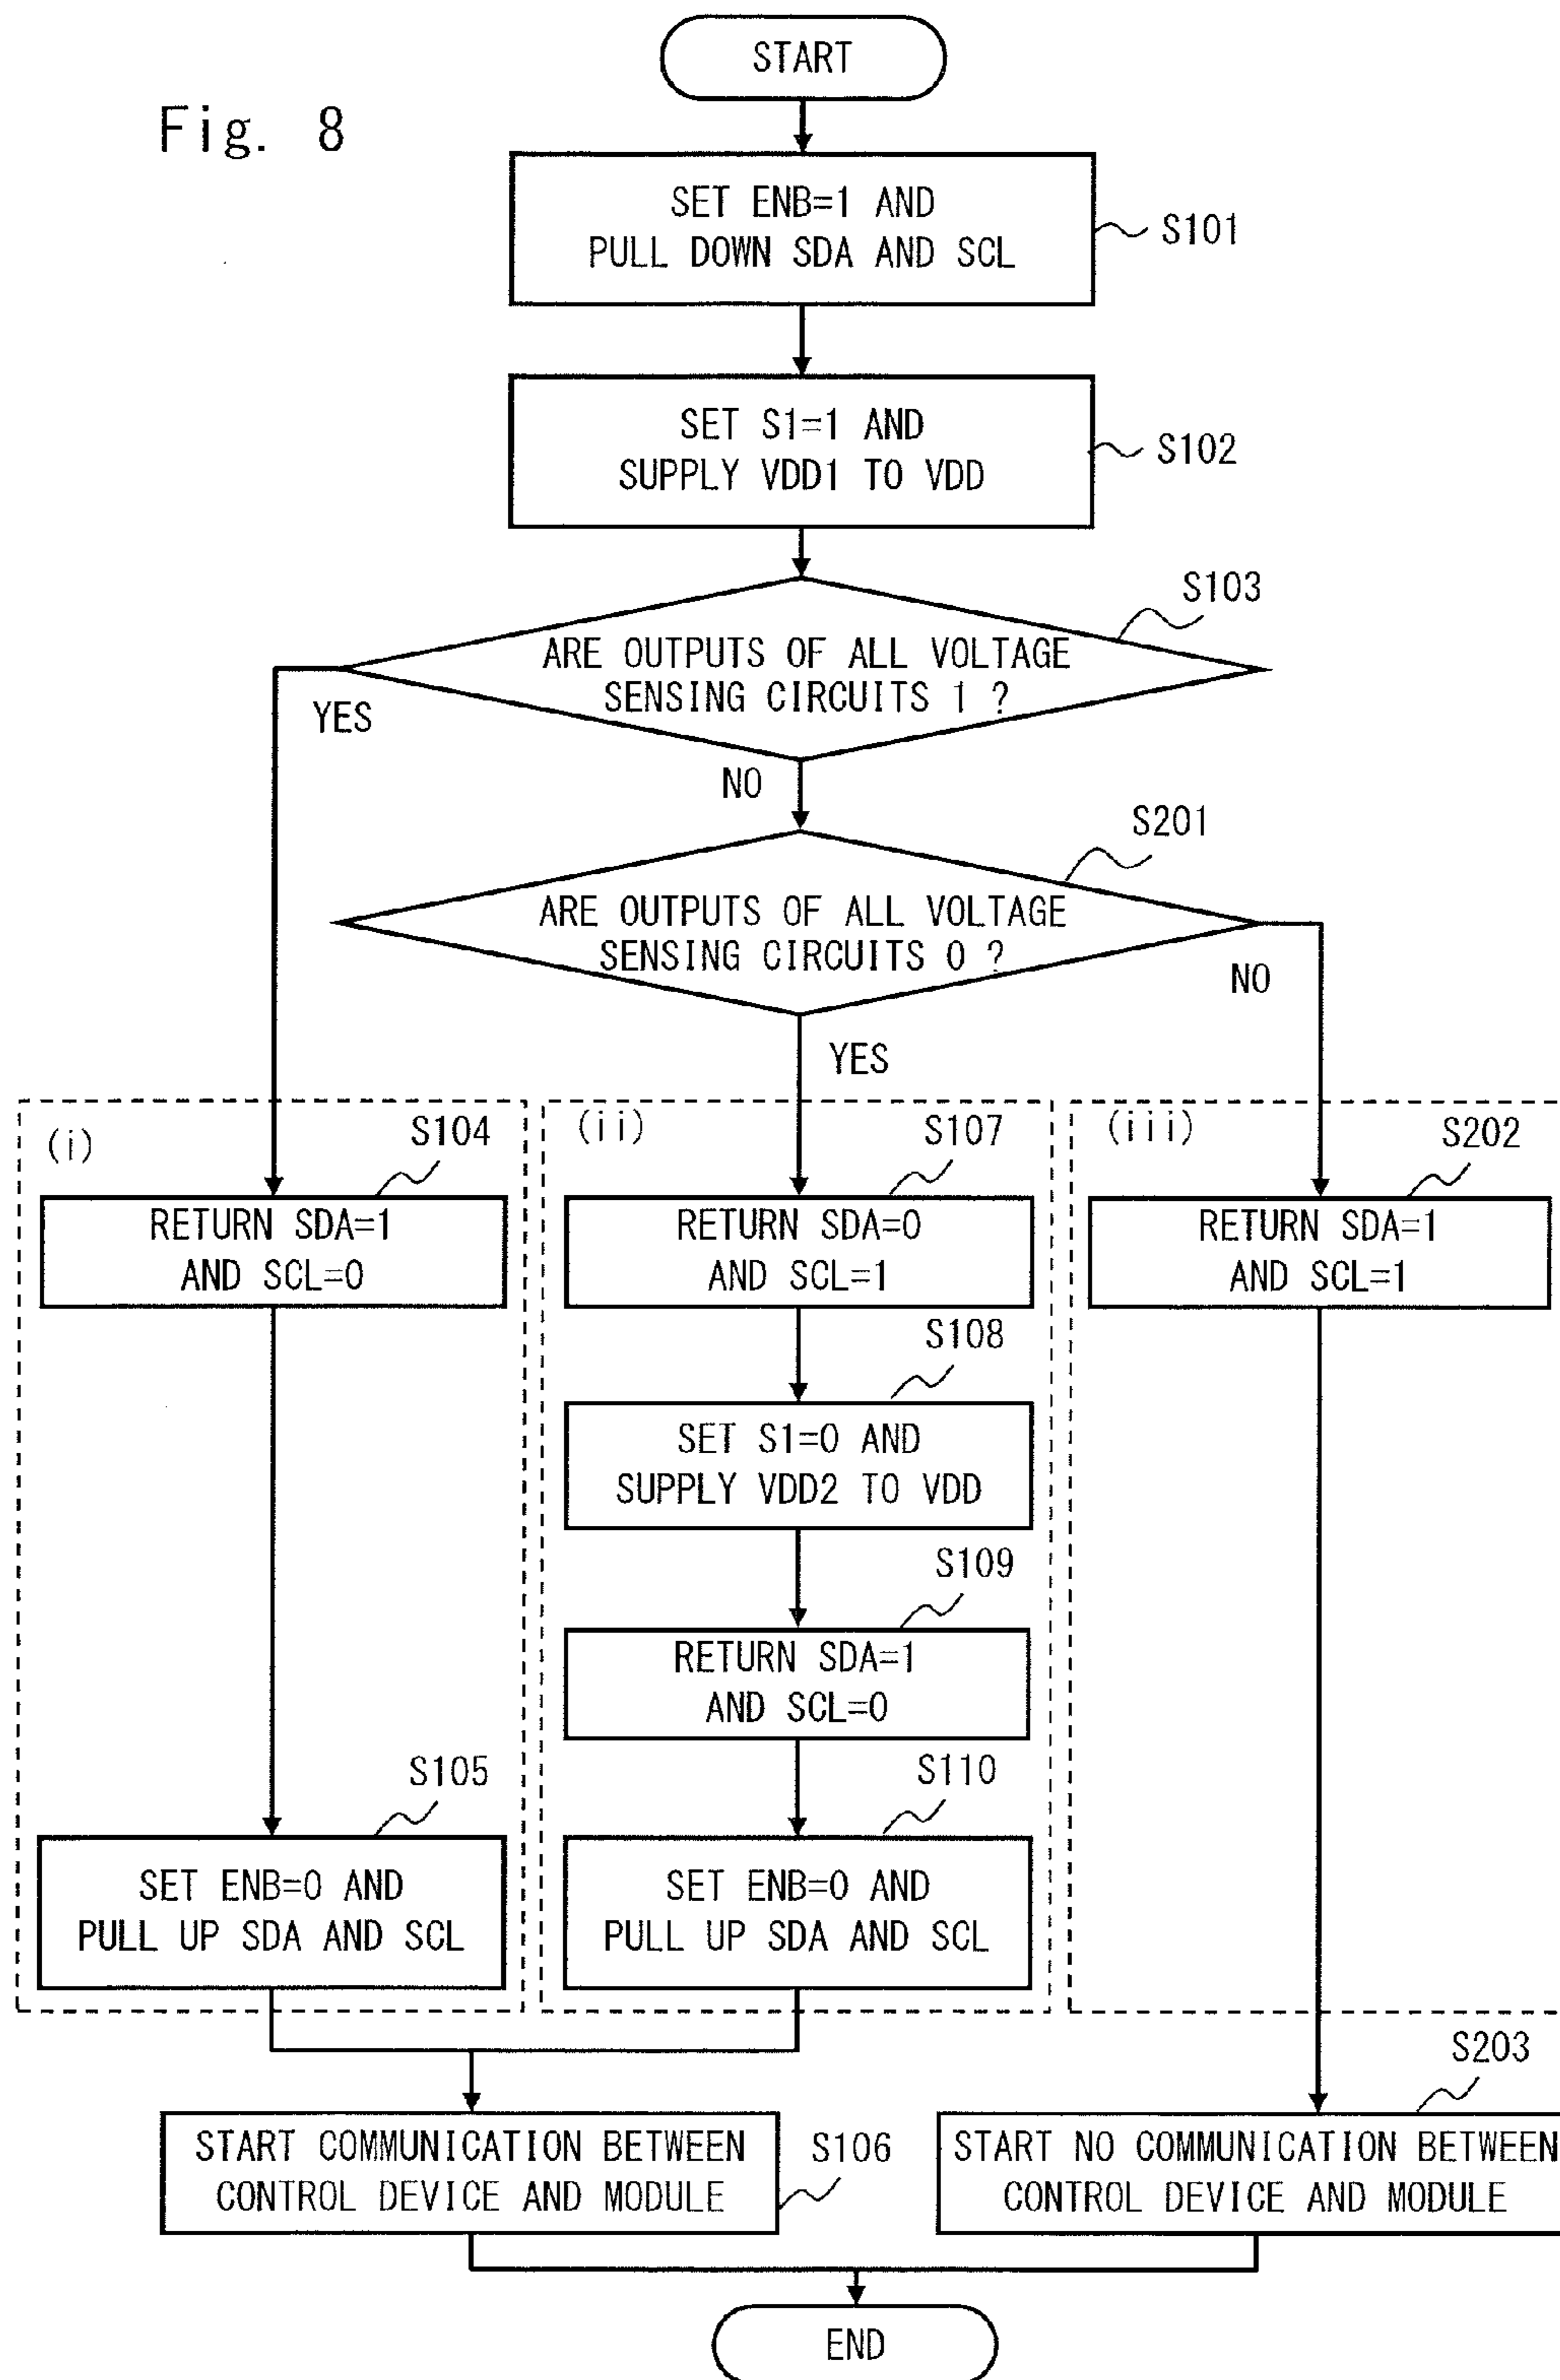 START
Fig. 8
SET ENB=1 AND
PULL DOWN SDA AND SCL
S101
SET S1=1 AND
SUPPLY VDD1 TO VDD
S102
S103
ARE OUTPUTS OF ALL VOLTAGE
SENSING CIRCUITS 1 ?
YES
NO
S201
ARE OUTPUTS OF ALL VOLTAGE
SENSING CIRCUITS 0 ?
NO
YES
(i)
S104
RETURN SDA=1
AND SCL=0
S105
SET ENB=0 AND
PULL UP SDA AND SCL
(ii)
S107
RETURN SDA=0
AND SCL=1
S108
SET S1=0 AND
SUPPLY VDD2 TO VDD
S109
RETURN SDA=1
AND SCL=0
S110
SET ENB=0 AND
PULL UP SDA AND SCL
(iii)
S202
RETURN SDA=1
AND SCL=1
START COMMUNICATION BETWEEN
CONTROL DEVICE AND MODULE
S106
S203
START NO COMMUNICATION BETWEEN
CONTROL DEVICE AND MODULE
END